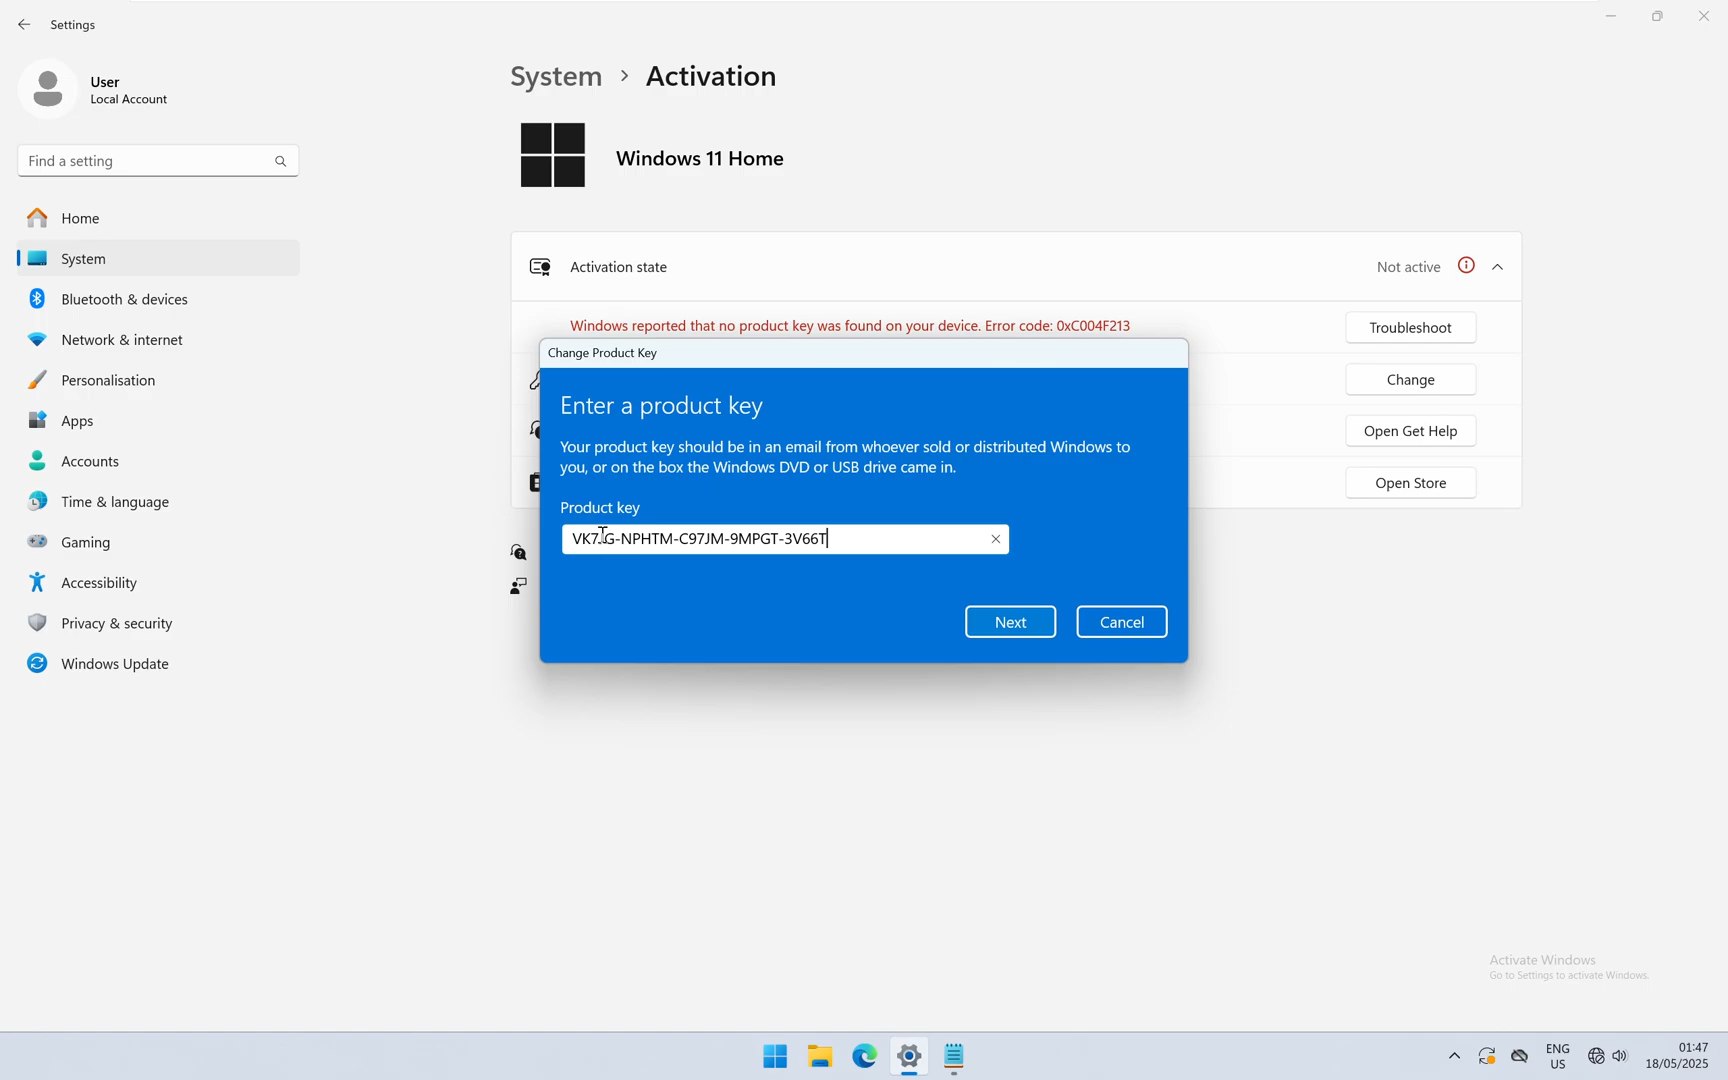 Settings
User
Local Account
Find a setting
Home
System
Bluetooth & devices
Network & internet
Personalisation
Apps
Accounts
Time & language
Gaming
Accessibility
Privacy & security
Windows Update
System > Activation
Windows 11 Home
Activation state
Not active
Windows reported that no product key was found on your device. Error code: 0xC004F213
Troubleshoot
Change
Open Get Help
Open Store
Change Product Key
Enter a product key
Your product key should be in an email from whoever sold or distributed Windows to
you, or on the box the Windows DVD or USB drive came in.
Product key
VK7JG-NPHTM-C97JM-9MPGT-3V66T
Next
Cancel
Activate Windows
Go to Settings to activate Windows.
ENG
US
01:47
18/05/2025